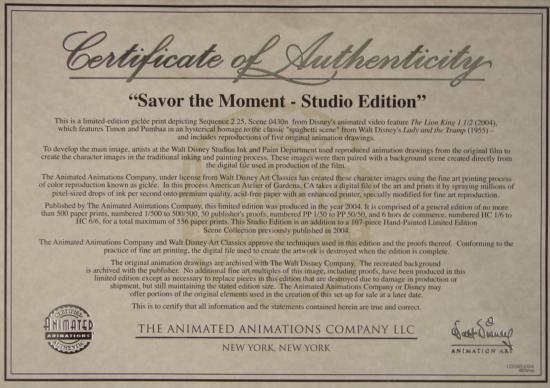 Certificate of Authenticity
“Savor the Moment - Studio Edition”
This is a limited-edition giclée print depicting Sequence 2.25, Scene 0430n from Disney's animated video feature The Lion King 1 1/2 (2004),
which features Timon and Pumbaa in an hysterical homage to the classic "spaghetti scene" from Walt Disney's Lady and the Tramp (1955) –
and includes reproductions of five original animation drawings.
To develop the main image, artists at the Walt Disney Studios Ink and Paint Department used reproduced animation drawings from the original film to
create the character images in the traditional inking and painting process. These images were then paired with a background scene created directly from
the digital file used in production of the film.
The Animated Animations Company, under license from Walt Disney Art Classics has created these character images using the fine art printing process
of color reproduction known as giclée. In this process American Atelier of Gardena, CA takes a digital file of the art and prints it by spraying millions of
pixel-sized drops of ink per second onto premium quality, acid-free paper with an enhanced printer, specially modified for fine art reproduction.
Published by The Animated Animations Company, this limited edition was produced in the year 2004. It is comprised of a general edition of no more
than 500 paper prints, numbered 1/500 to 500/500, 50 publisher's proofs, numbered PP 1/50 to PP 50/50, and 6 hors de commerce, numbered HC 1/6 to
HC 6/6, for a total maximum of 556 paper prints. This Studio Edition is an addition to a 107-piece Hand-Painted Limited Edition
Scene Collection previously published in 2004.
The Animated Animations Company and Walt Disney Art Classics approve the techniques used in this edition and the proofs thereof. Conforming to the
practice of fine art printing, the digital file used to create the artwork is destroyed when the edition is complete.
The original animation drawings are archived with The Walt Disney Company. The recreated background
is archived with the publisher. No additional fine art multiples of this image, including proofs, have been produced in this
limited edition except as necessary to replace pieces in this edition that are destroyed due to damage in production or
shipment, but still maintaining the stated edition size. The Animated Animations Company or Disney may
offer portions of the original elements used in the creation of this set-up for sale at a later date.
This is to certify that all information and the statements contained herein are true and correct.
CERTIFIED
ANIMATED
ANIMATIONS
AUTHENTIC
THE ANIMATED ANIMATIONS COMPANY LLC
NEW YORK, NEW YORK
Walt Disney
ANIMATION ART
©Disney